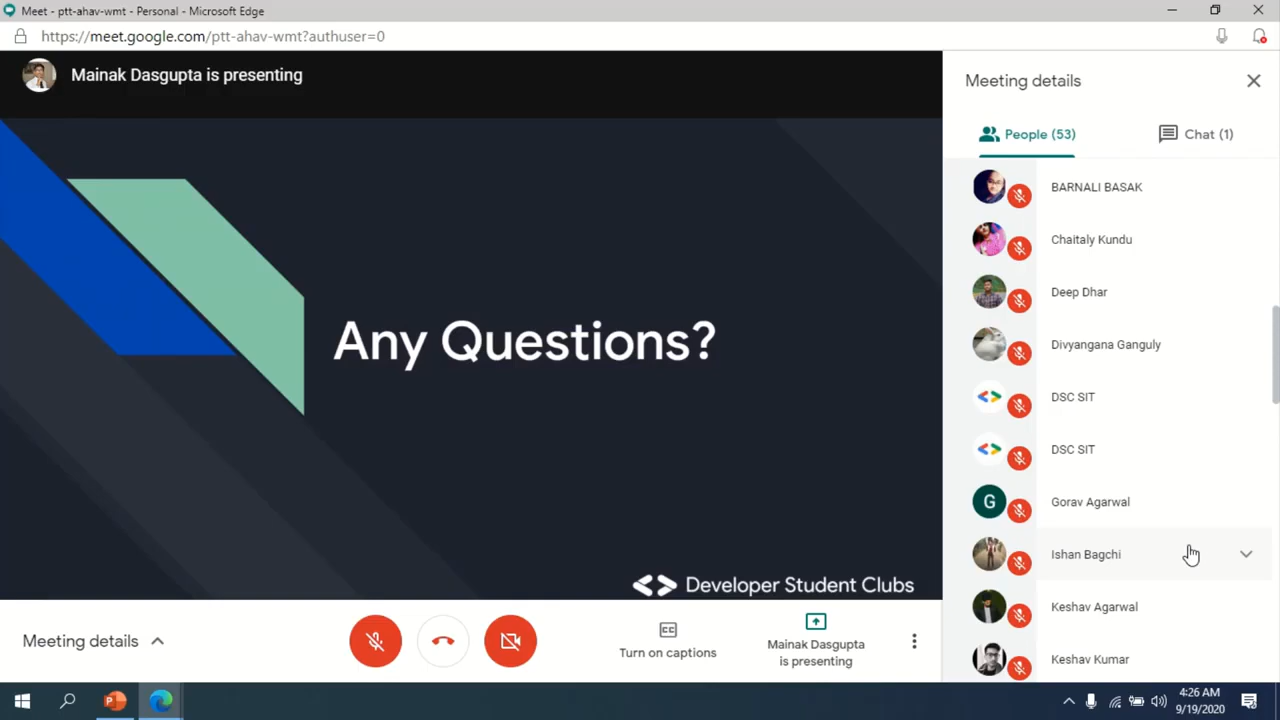 Meet - ptt-ahav-wmt - Personal - Microsoft Edge
https://meet.google.com/ptt-ahav-wmt?authuser=0
Mainak Dasgupta is presenting
Any Questions?
Developer Student Clubs
Meeting details
People (53)
Chat (1)
BARNALI BASAK
Chaitaly Kundu
Deep Dhar
Divyangana Ganguly
DSC SIT
DSC SIT
G
Gorav Agarwal
Ishan Bagchi
Keshav Agarwal
Keshav Kumar
Meeting details
CC
Turn on captions
Mainak Dasgupta
is presenting
4:26 AM
9/19/2020